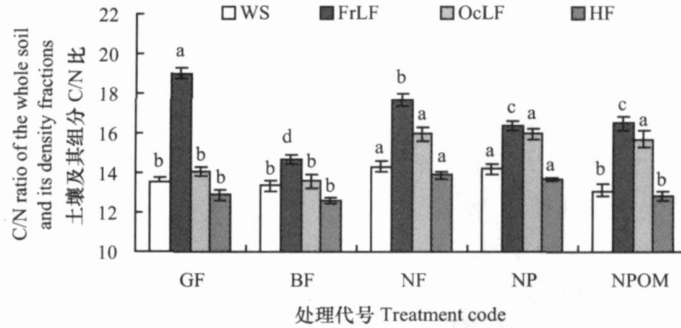 WS FrLF OcLF HF
C/N ratio of the whole soil
and its density fractions
土壤及其组分 C/N 比
22
20
18
16
14
12
10
b a b b
b d b b
a b a a
a c a a
b c a b
GF BF NF NP NPOM
处理代号 Treatment code